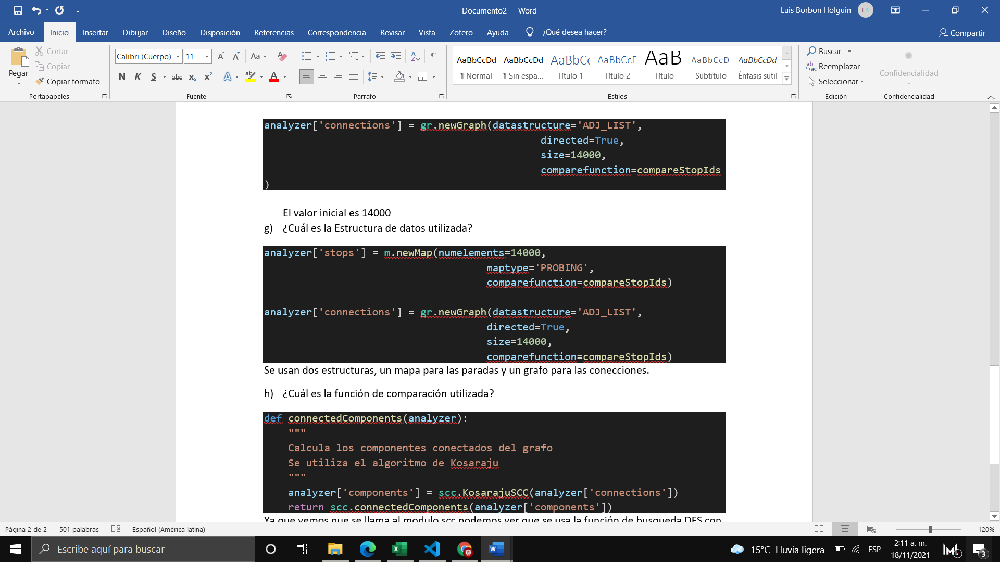 Documento2 - Word
Luis Borbon Holguin
LB
Archivo
Inicio
Insertar
Dibujar
Diseño
Disposición
Referencias
Correspondencia
Revisar
Vista
Zotero
Ayuda
¿Qué desea hacer?
Compartir
Pegar
Cortar
Copiar
Copiar formato
Portapapeles
Calibri (Cuerpo)
11
Fuente
Párrafo
AaBbCcDd
¶ Normal
AaBbCcDd
¶ Sin espa...
AaBbCc
Título 1
AaBbCcE
Título 2
AaB
Título
AaBbCcD
Subtítulo
AaBbCcDd
Énfasis sutil
Estilos
Buscar
Reemplazar
Seleccionar
Edición
Confidencialidad
Confidencialidad
analyzer['connections'] = gr.newGraph(datastructure='ADJ_LIST',
directed=True,
size=14000,
comparefunction=compareStopIds
)
El valor inicial es 14000
g) ¿Cuál es la Estructura de datos utilizada?
analyzer['stops'] = m.newMap(numelements=14000,
maptype='PROBING',
comparefunction=compareStopIds)
analyzer['connections'] = gr.newGraph(datastructure='ADJ_LIST',
directed=True,
size=14000,
comparefunction=compareStopIds)
Se usan dos estructuras, un mapa para las paradas y un grafo para las conecciones.
h) ¿Cuál es la función de comparación utilizada?
def connectedComponents(analyzer):
"""
Calcula los componentes conectados del grafo
Se utiliza el algoritmo de Kosaraju
"""
analyzer['components'] = scc.KosarajuSCC(analyzer['connections'])
return scc.connectedComponents(analyzer['components'])
Ya que vemos que se llama al modulo scc podemos ver que se usa la función de busqueda DFS con
Página 2 de 2
501 palabras
Español (América latina)
120%
Escribe aquí para buscar
15°C Lluvia ligera
ESP
2:11 a. m.
18/11/2021
3